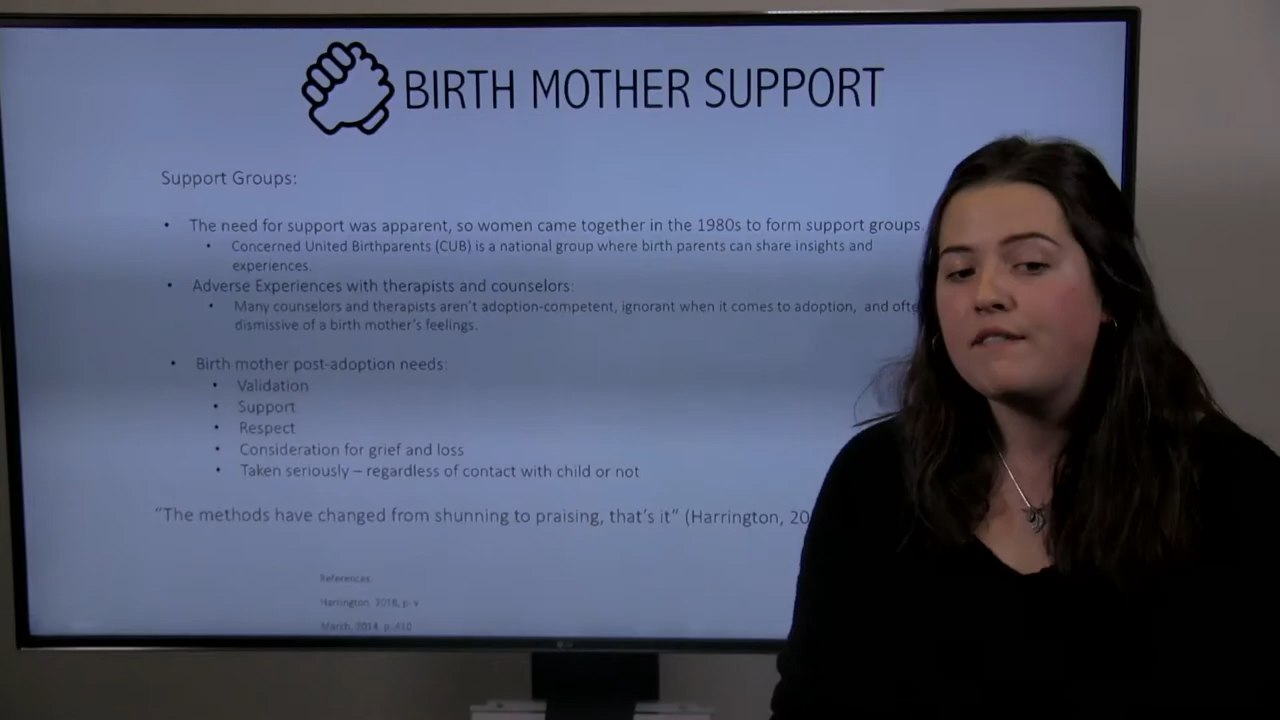 BIRTH MOTHER SUPPORT
Support Groups:
• The need for support was apparent, so women came together in the 1980s to form support groups.
• Concerned United Birthparents (CUB) is a national group where birth parents can share insights and
experiences.
• Adverse Experiences with therapists and counselors:
• Many counselors and therapists aren't adoption-competent, ignorant when it comes to adoption, and ofte
dismissive of a birth mother's feelings.
• Birth mother post-adoption needs:
• Validation
• Support
• Respect
• Consideration for grief and loss
• Taken seriously – regardless of contact with child or not
"The methods have changed from shunning to praising, that's it" (Harrington, 20
References
Harrington, 2018, p. v
March, 2014, p.
LG